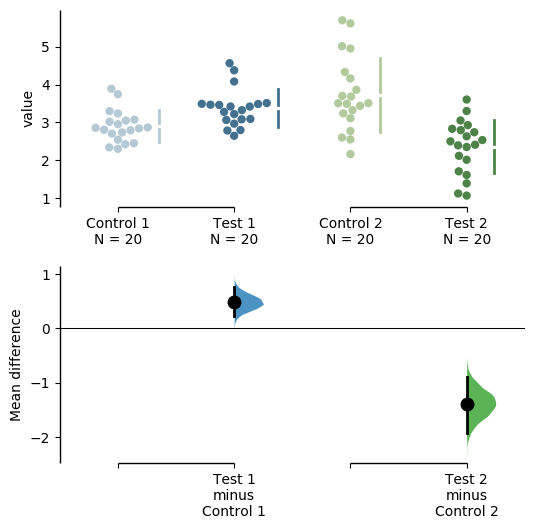 5
4
3
2
1
value
Control 1
N = 20
Test 1
N = 20
Control 2
N = 20
Test 2
N = 20
1
0
−1
−2
Mean difference
Test 1
minus
Control 1
Test 2
minus
Control 2